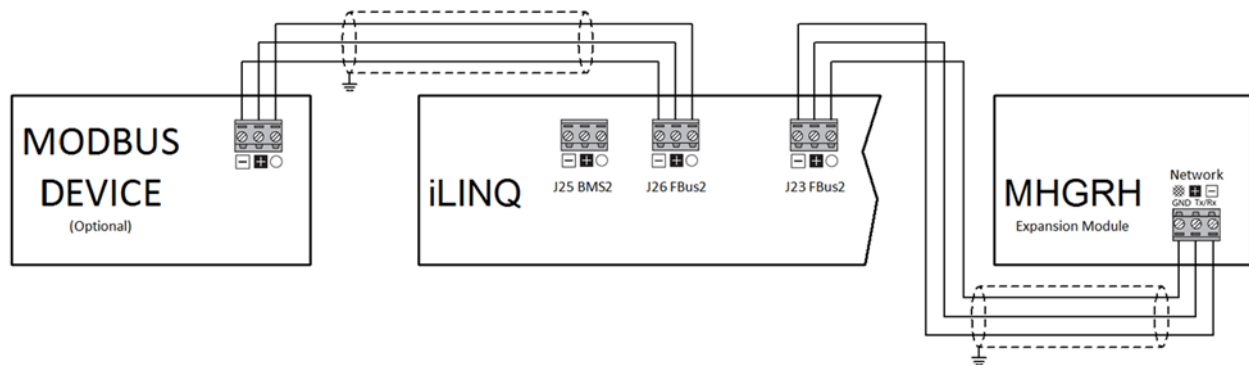 MODBUS
DEVICE
(Optional)
- +
iLINQ
- +
J25 BMS2
- +
J26 FBus2
- +
J23 FBus2
MHGRH
Expansion Module
Network
+ -
GND Tx/Rx